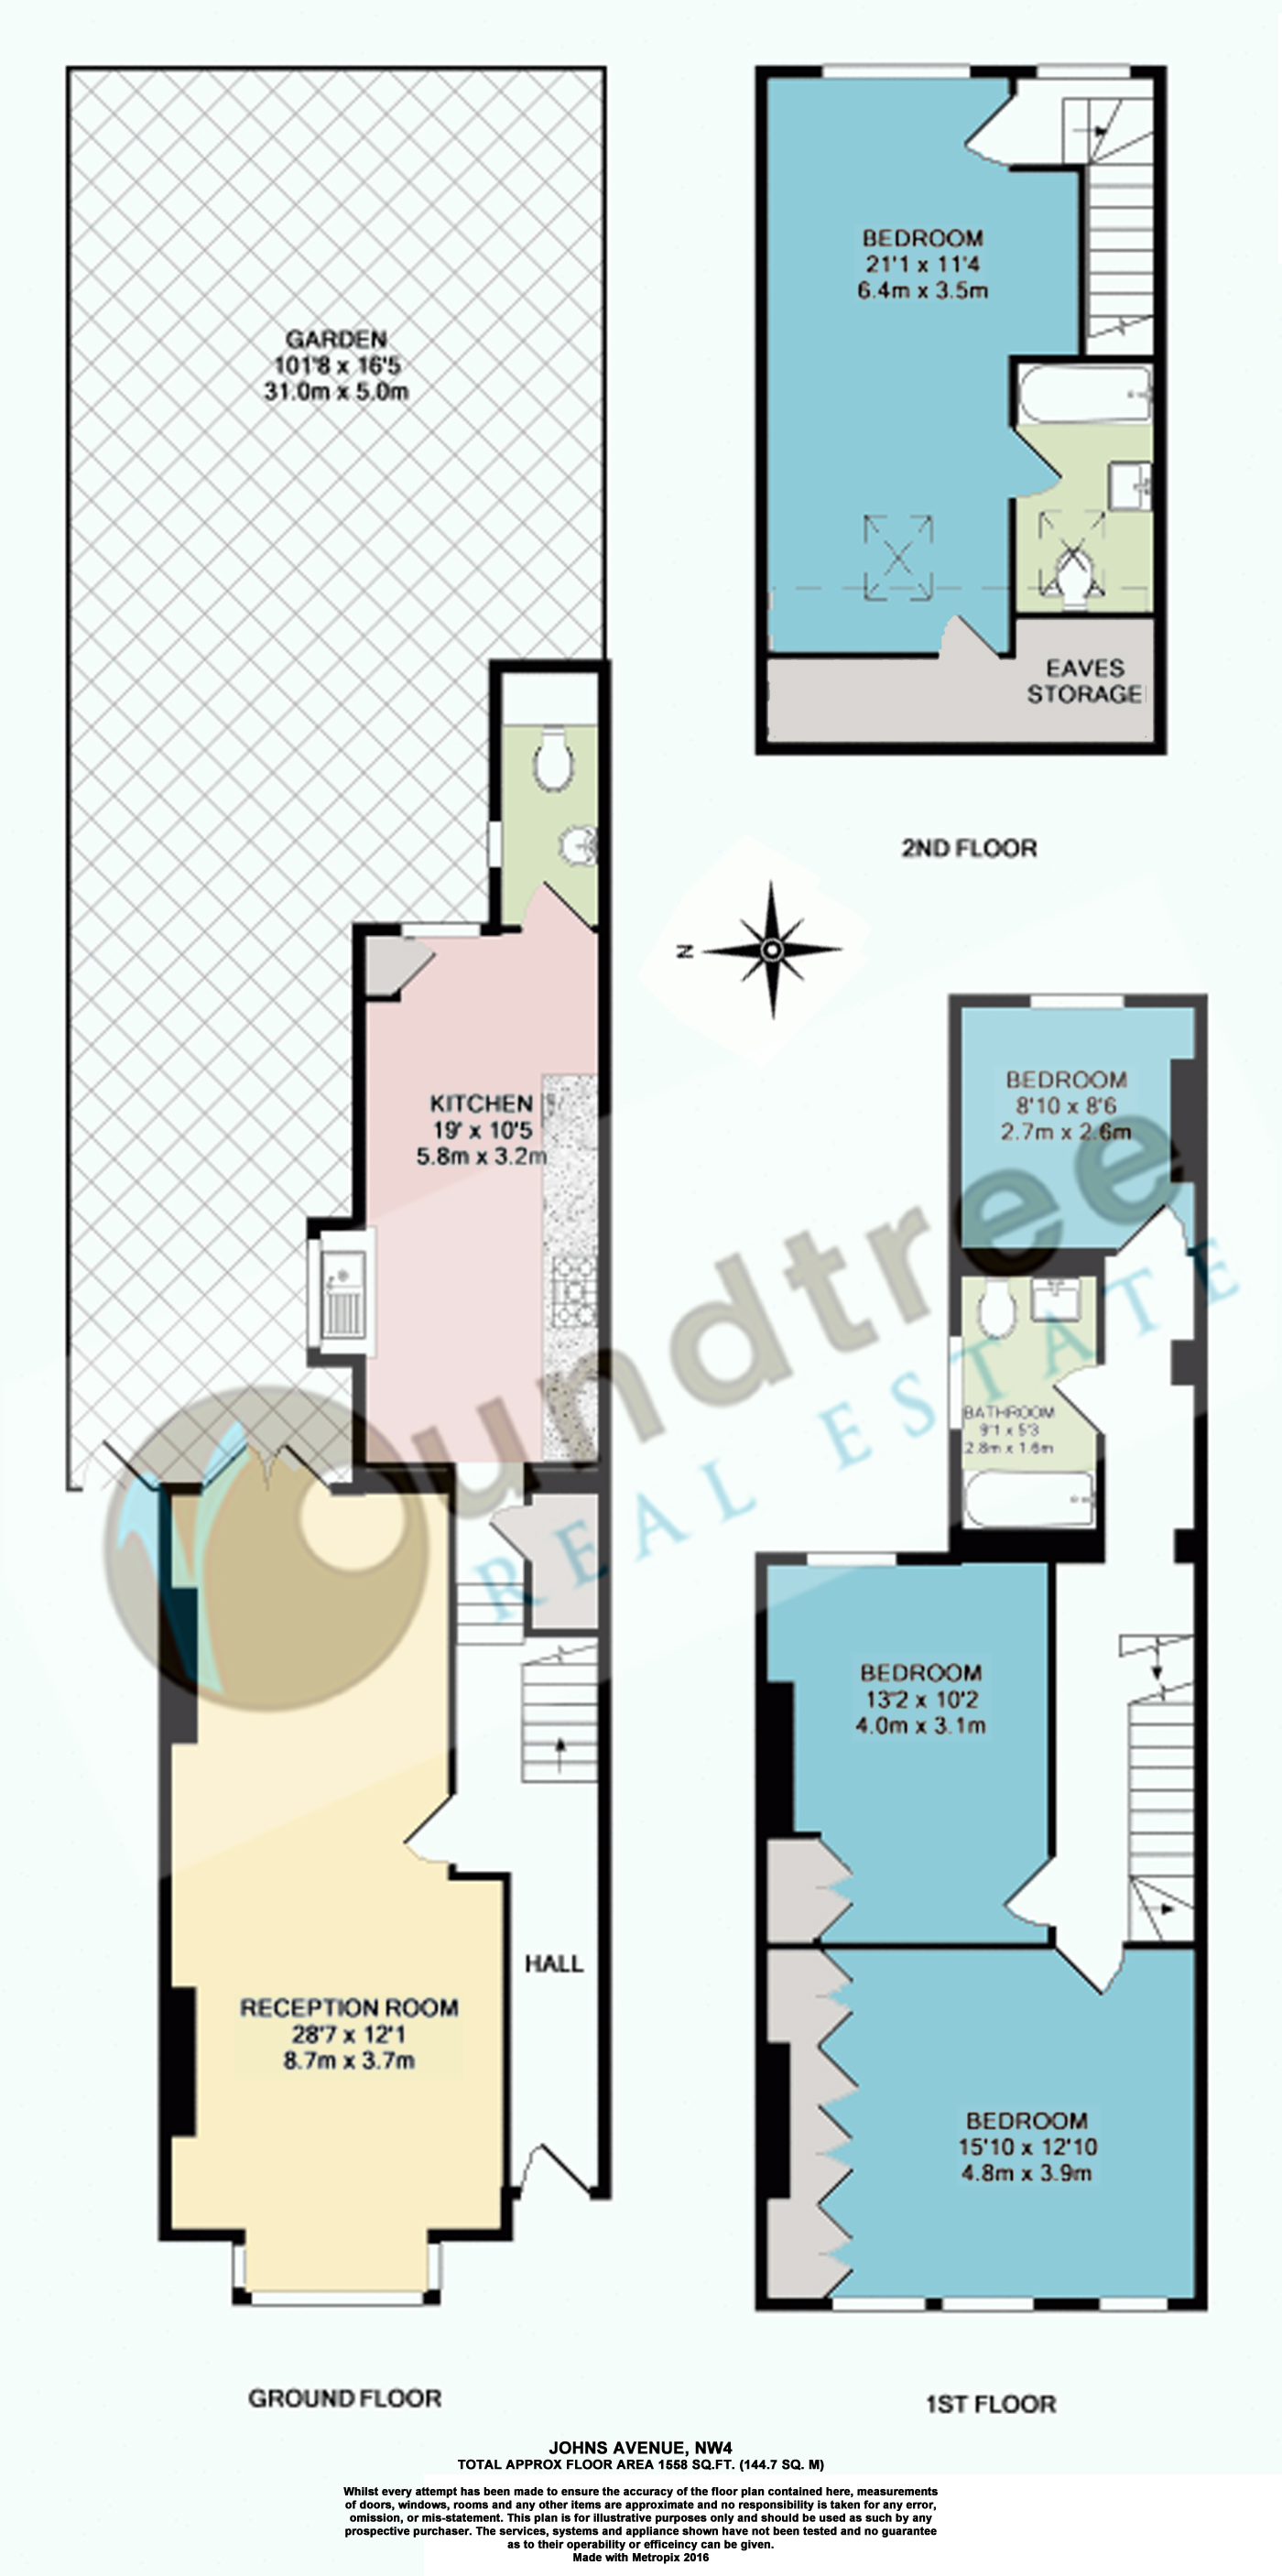 GARDEN
101'8 x 16'5
31.0m x 5.0m
BEDROOM
21'1 x 11'4
6.4m x 3.5m
EAVES
STORAGE
2ND FLOOR
N
KITCHEN
19' x 10'5
5.8m x 3.2m
BEDROOM
8'10 x 8'6
2.7m x 2.6m
BATHROOM
9'1 x 5'3
2.8m x 1.6m
roundtree
REAL ESTATE
BEDROOM
13'2 x 10'2
4.0m x 3.1m
HALL
RECEPTION ROOM
28'7 x 12'1
8.7m x 3.7m
BEDROOM
15'10 x 12'10
4.8m x 3.9m
GROUND FLOOR
1ST FLOOR
JOHNS AVENUE, NW4
TOTAL APPROX FLOOR AREA 1558 SQ.FT. (144.7 SQ. M)
Whilst every attempt has been made to ensure the accuracy of the floor plan contained here, measurements
of doors, windows, rooms and any other items are approximate and no responsibility is taken for any error,
omission, or mis-statement. This plan is for illustrative purposes only and should be used as such by any
prospective purchaser. The services, systems and appliance shown have not been tested and no guarantee
as to their operability or efficeincy can be given.
Made with Metropix 2016